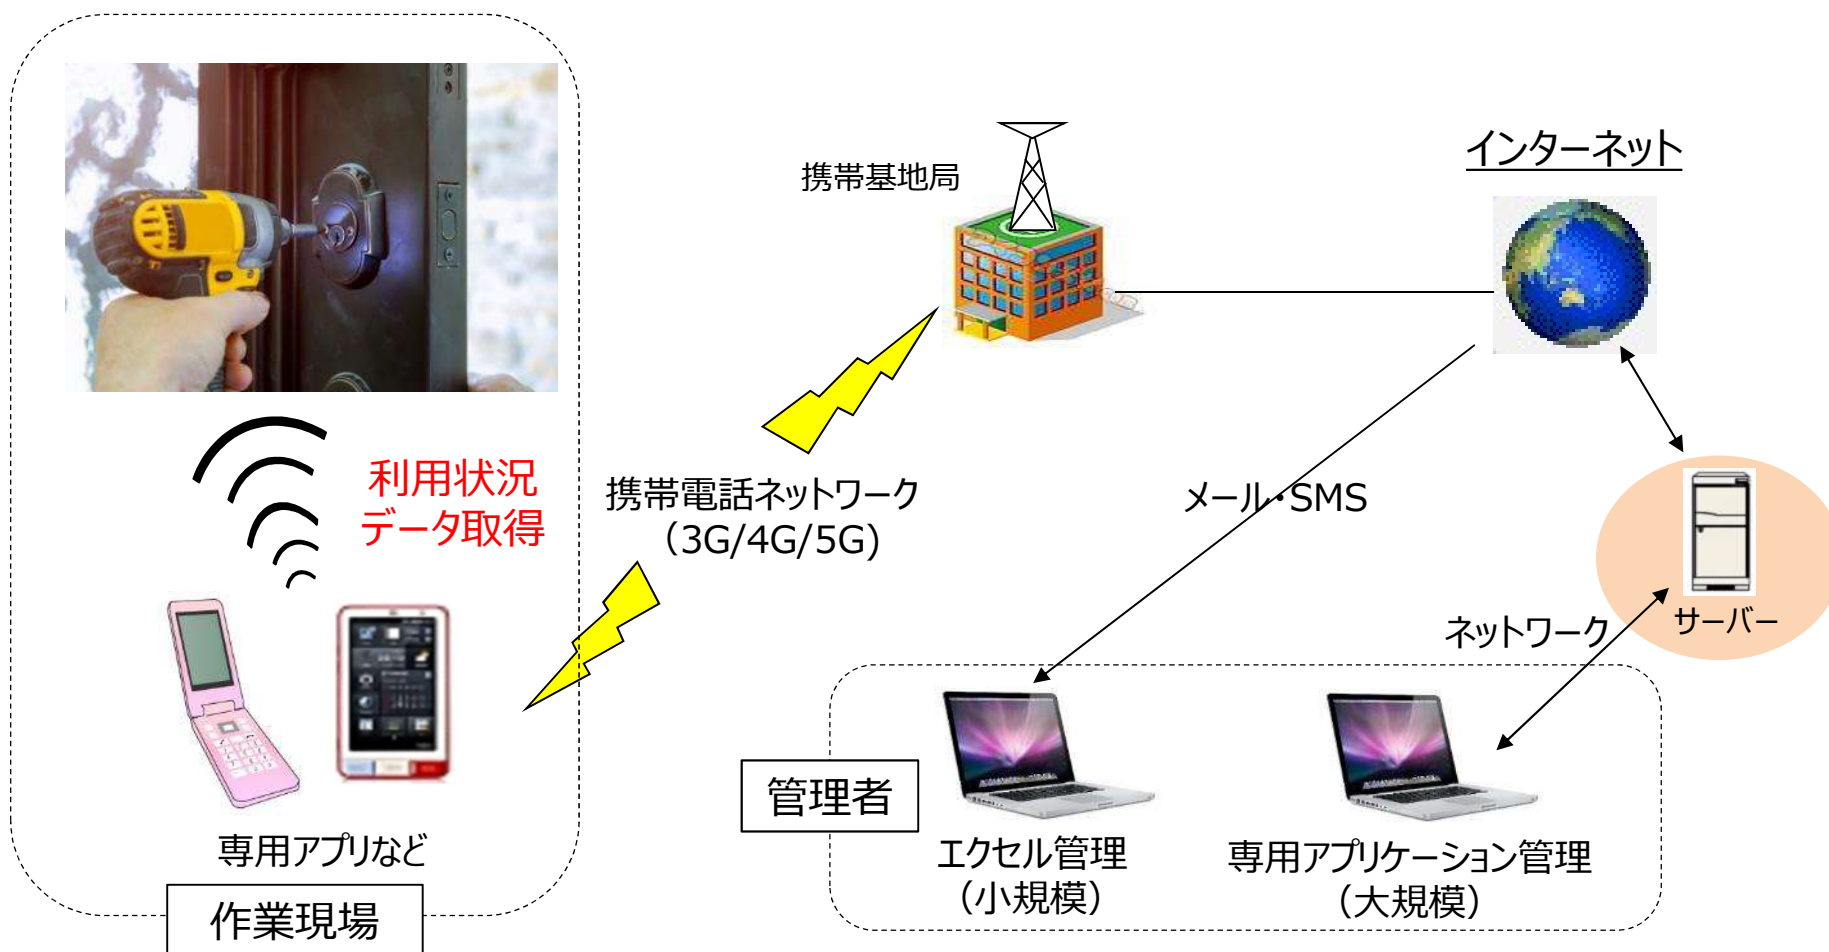 携帯基地局
インターネット
利用状況
データ取得
携帯電話ネットワーク
（3G/4G/5G）
メール・SMS
サーバー
ネットワーク
専用アプリなど
作業現場
管理者
エクセル管理
（小規模）
専用アプリケーション管理
（大規模）